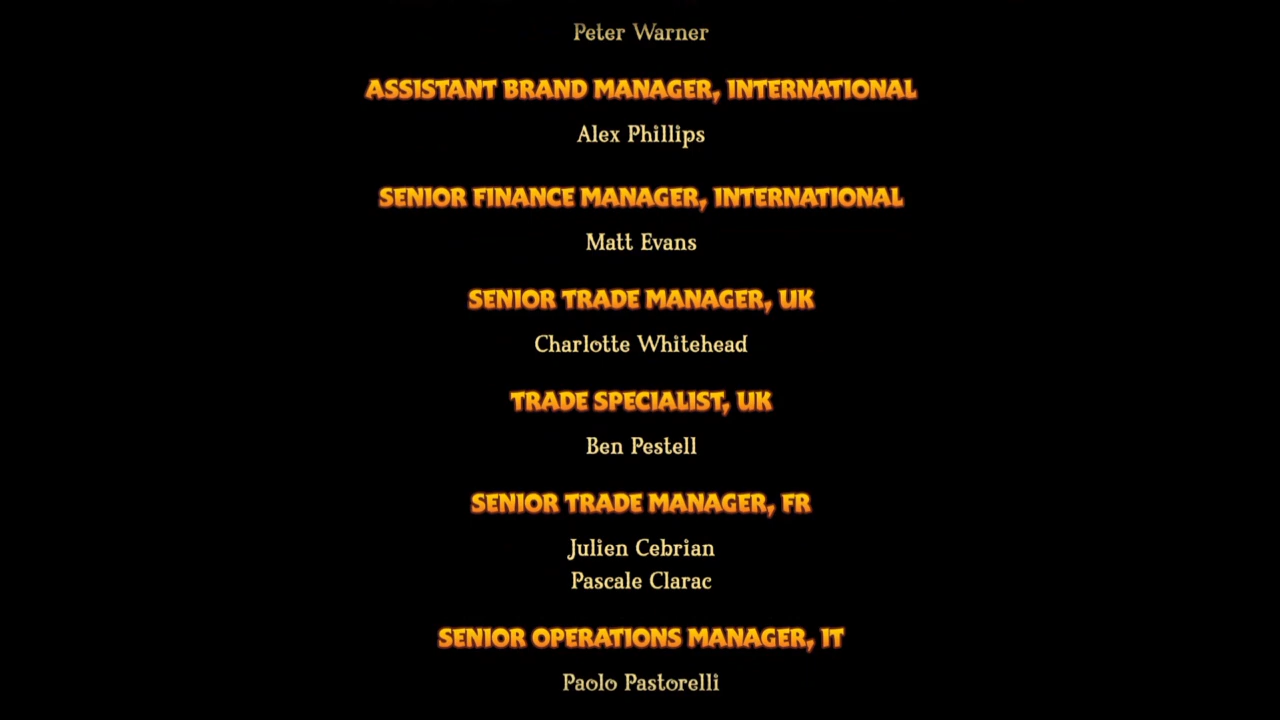 Peter Warner
ASSISTANT BRAND MANAGER, INTERNATIONAL
Alex Phillips
SENIOR FINANCE MANAGER, INTERNATIONAL
Matt Evans
SENIOR TRADE MANAGER, UK
Charlotte Whitehead
TRADE SPECIALIST, UK
Ben Pestell
SENIOR TRADE MANAGER, FR
Julien Cebrian
Pascale Clarac
SENIOR OPERATIONS MANAGER, IT
Paolo Pastorelli